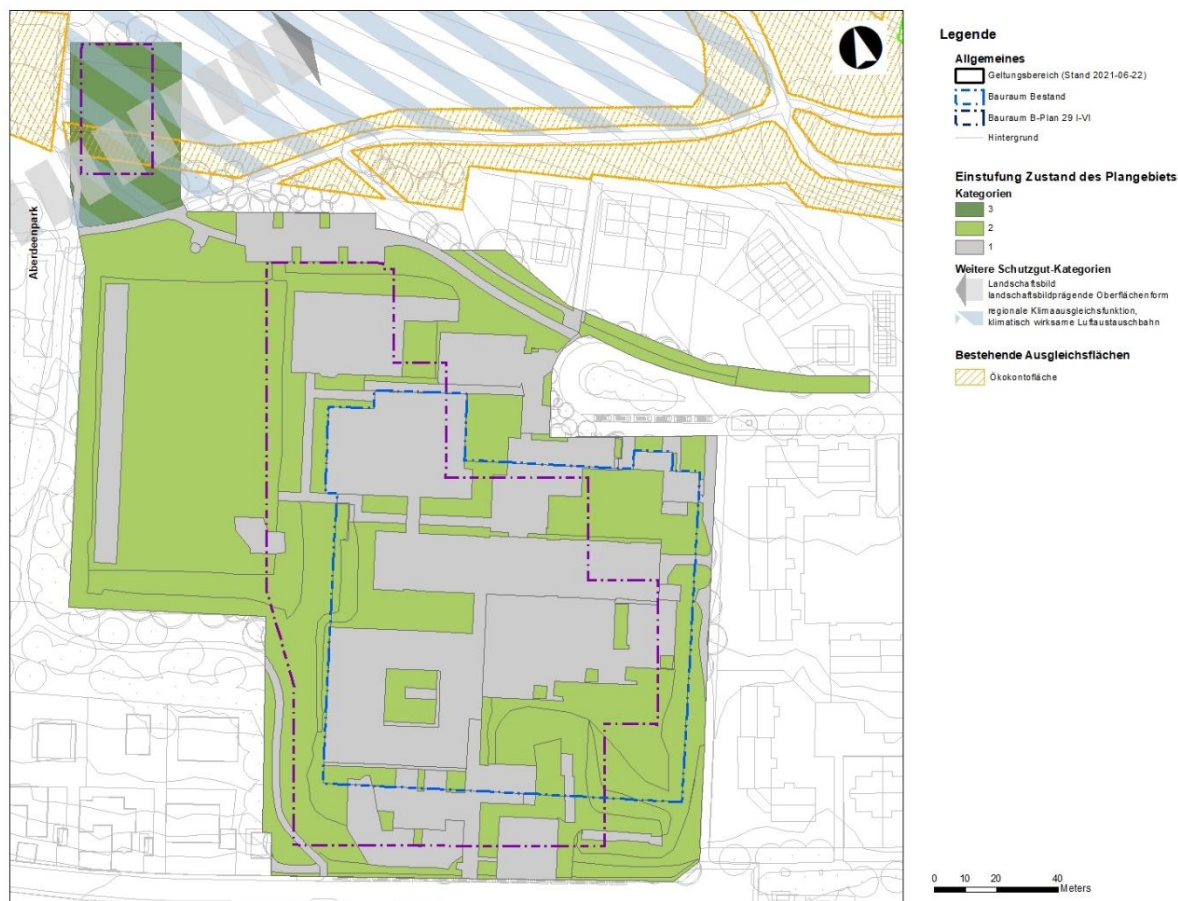 Aberdeenpark
Legende
Allgemeines
Geltungsbereich (Stand 2021-06-22)
Bauraum Bestand
Bauraum B-Plan 29 I-VI
Hintergrund
Einstufung Zustand des Plangebiets
Kategorien
3
2
1
Weitere Schutzgut-Kategorien
Landschaftsbild
landschaftsbildprägende Oberflächenform
regionale Klimaausgleichsfunktion,
klimatisch wirksame Luftaustauschbahn
Bestehende Ausgleichsflächen
Ökokontofläche
0 10 20 40
Meters